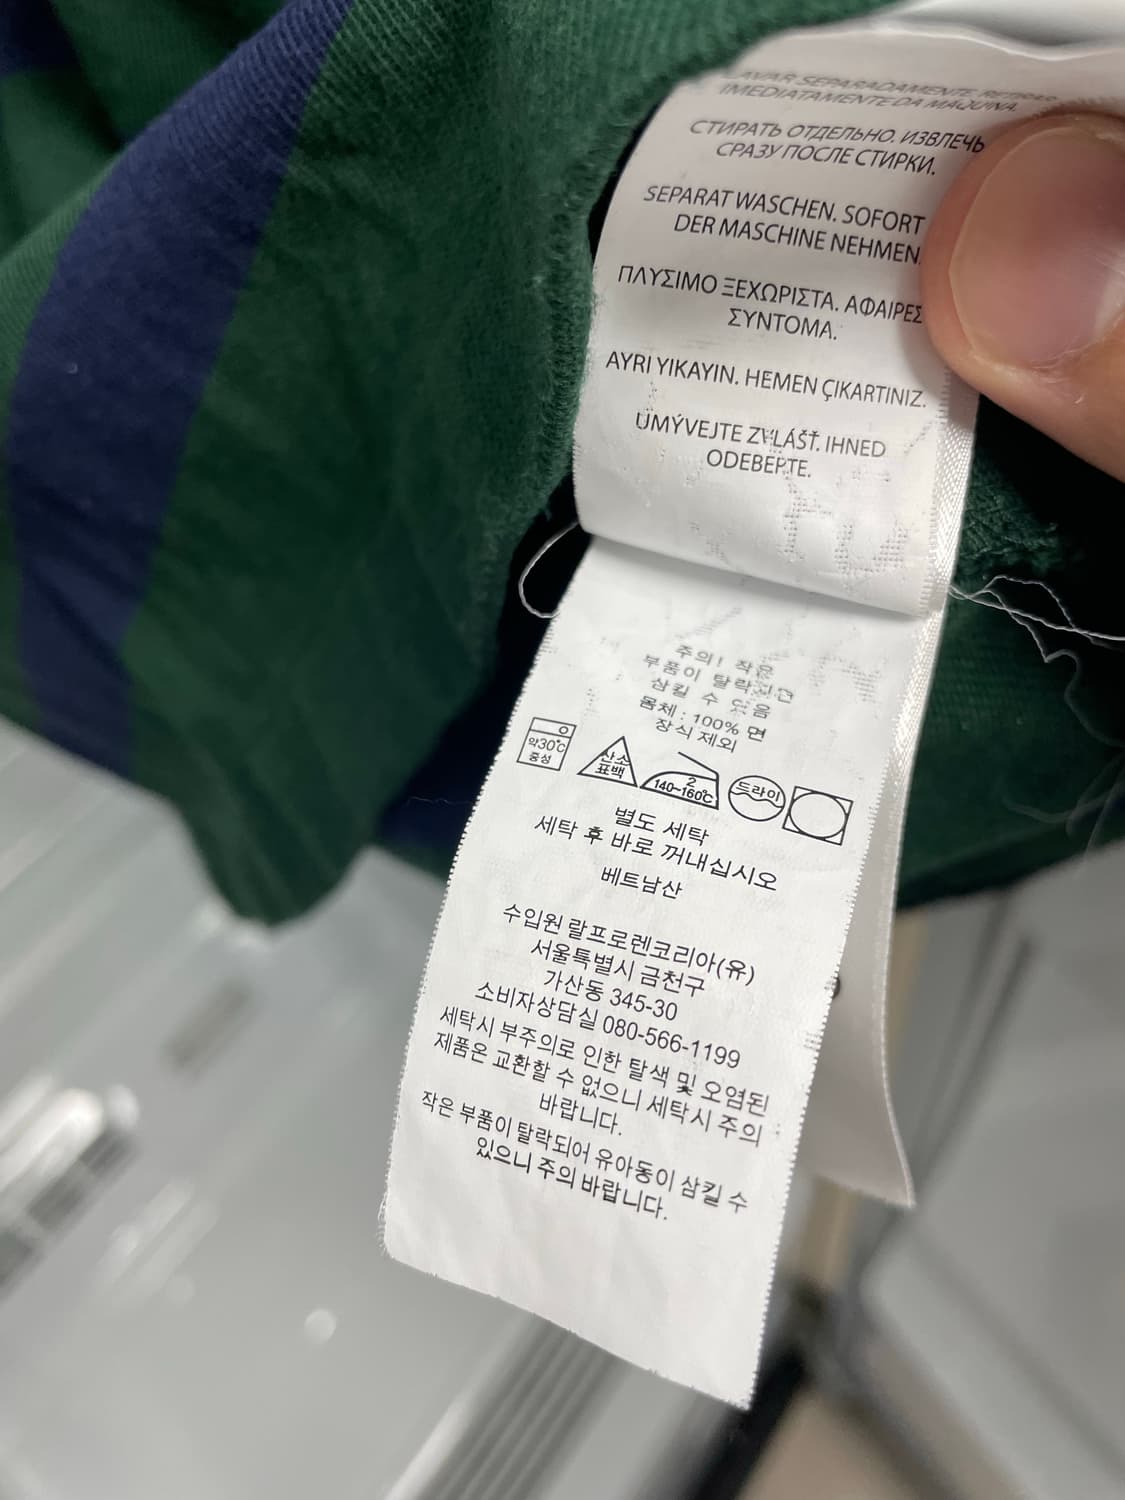 LAVAR SEPARADAMENTE. RETIRAR
IMEDIATAMENTE DA MAQUINA.
СТИРАТЬ ОТДЕЛЬНО. ИЗВЛЕЧЬ
СРАЗУ ПОСЛЕ СТИРКИ.
SEPARAT WASCHEN. SOFORT
DER MASCHINE NEHMEN.
ΠΛΥΣΙΜΟ ΞΕΧΩΡΙΣΤΑ. ΑΦΑΙΡΕΣ
ΣΥΝΤΟΜΑ.
AYRI YIKAYIN. HEMEN ÇIKARTINIZ.
UMÝVEJTE ZVLÁŠŤ. IHNED
ODEBERTE.
주의! 작은
부품이 탈락되면
삼킬 수 있음
몸체 : 100% 면
장식 제외
약30℃
중성
산소
표백
2
140~160℃
드라이
별도 세탁
세탁 후 바로 꺼내십시오
베트남산
수입원 랄프로렌코리아(유)
서울특별시 금천구
가산동 345-30
소비자상담실 080-566-1199
세탁시 부주의로 인한 탈색 및 오염된
제품은 교환할 수 없으니 세탁시 주의
바랍니다.
작은 부품이 탈락되어 유아동이 삼킬 수
있으니 주의 바랍니다.